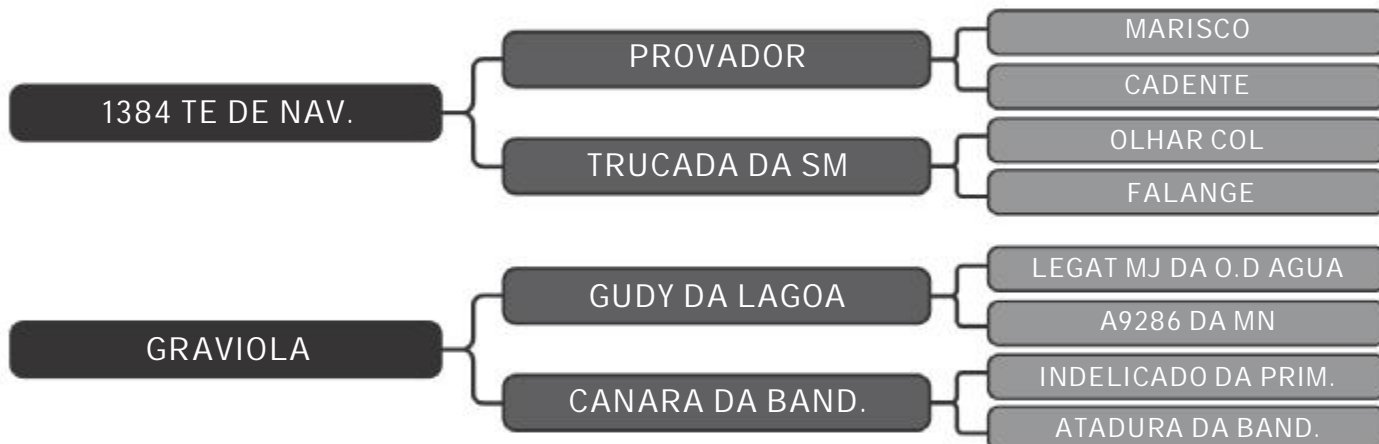 MARISCO
PROVADOR
CADENTE
1384 TE DE NAV.
OLHAR COL
TRUCADA DA SM
FALANGE
LEGAT MJ DA O.D AGUA
GUDY DA LAGOA
A9286 DA MN
GRAVIOLA
INDELICADO DA PRIM.
CANARA DA BAND.
ATADURA DA BAND.